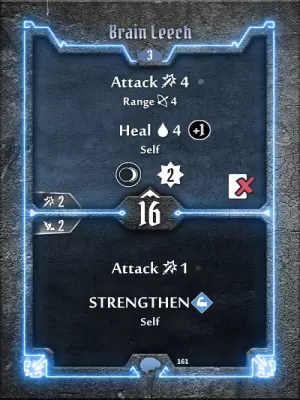 Brain Leech
3
Attack 4
Range 4
Heal 4 +1
Self
2
2
2
16
Attack 1
STRENGTHEN
Self
161